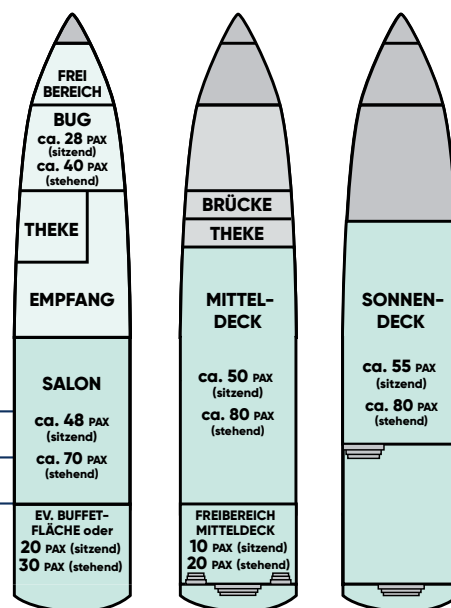 FREI
BEREICH
BUG
ca. 28 PAX
(sitzend)
ca. 40 PAX
(stehend)
THEKE
EMPFANG
SALON
ca. 48 PAX
(sitzend)
ca. 70 PAX
(stehend)
EV. BUFFET-
FLÄCHE oder
20 PAX (sitzend)
30 PAX (stehend)
BRÜCKE
THEKE
MITTEL-
DECK
ca. 50 PAX
(sitzend)
ca. 80 PAX
(stehend)
FREIBEREICH
MITTELDECK
10 PAX (sitzend)
20 PAX (stehend)
SONNEN-
DECK
ca. 55 PAX
(sitzend)
ca. 80 PAX
(stehend)